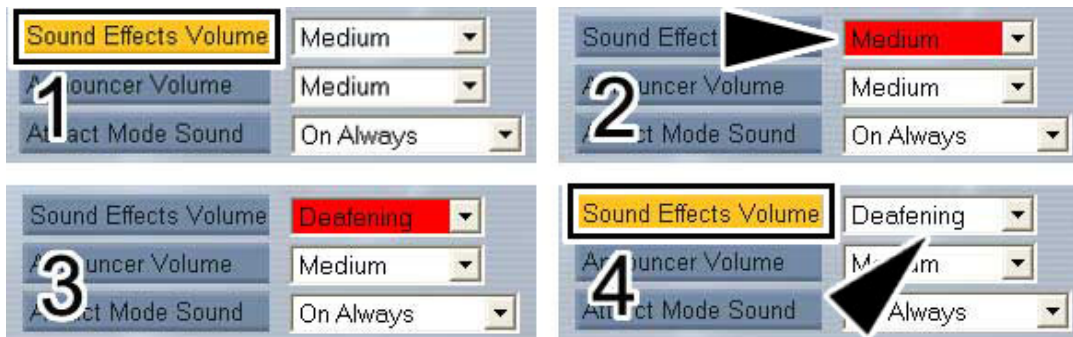 Sound Effects Volume Medium
Announcer Volume Medium
Attract Mode Sound On Always
1
Sound Effect Medium
Announcer Volume Medium
Attract Mode Sound On Always
2
Sound Effects Volume Deafening
Announcer Volume Medium
Attract Mode Sound On Always
3
Sound Effects Volume Deafening
Announcer Volume Medium
Attract Mode Sound Always
4